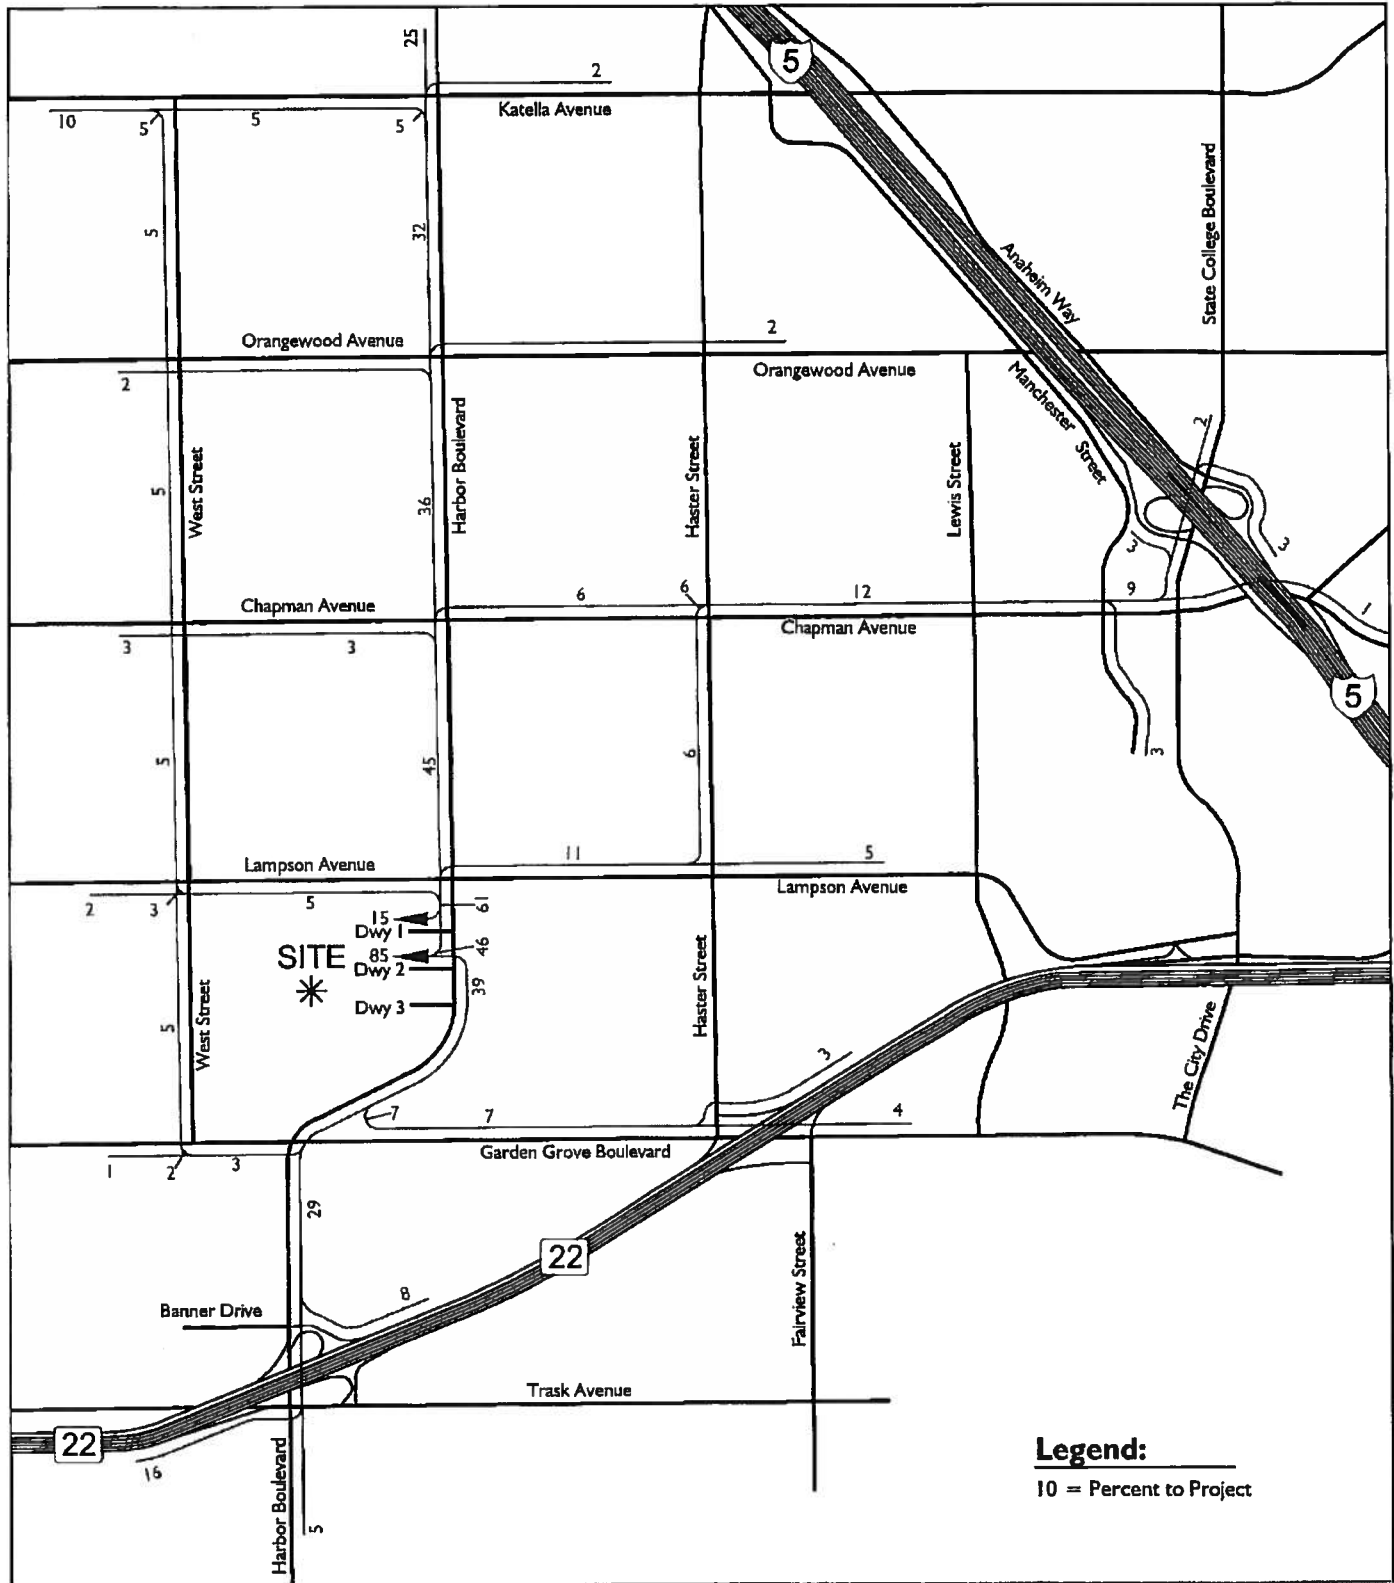 25
2
5
Katella Avenue
10
5
5
5
State College Boulevard
5
32
Anaheim Way
2
Orangewood Avenue
Orangewood Avenue
2
Manchester Street
2
West Street
Harbor Boulevard
Haster Street
Lewis Street
5
36
3
3
6
6
12
9
1
Chapman Avenue
Chapman Avenue
3
3
5
5
45
6
3
11
5
Lampson Avenue
Lampson Avenue
2
3
5
61
15
Dwy 1
46
SITE
85
Dwy 2
39
Dwy 3
West Street
5
Haster Street
The City Drive
3
7
7
4
Garden Grove Boulevard
1
2
3
29
22
8
Banner Drive
Fairview Street
Trask Avenue
22
16
Harbor Boulevard
5
Legend:
10 = Percent to Project